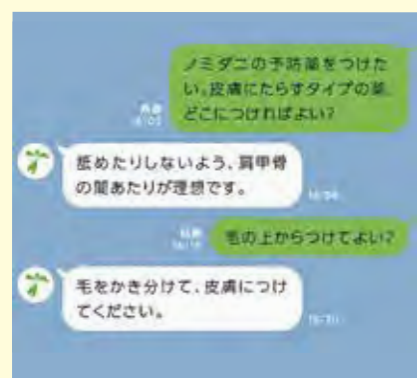 ノミダニの予防薬をつけた
い。皮膚にたらすタイプの薬、
どこにつければよい?
既読
舐めたりしないよう、肩甲骨
の間あたりが理想です。
既読
毛の上からつけてよい?
毛をかき分けて、皮膚につけ
てください。